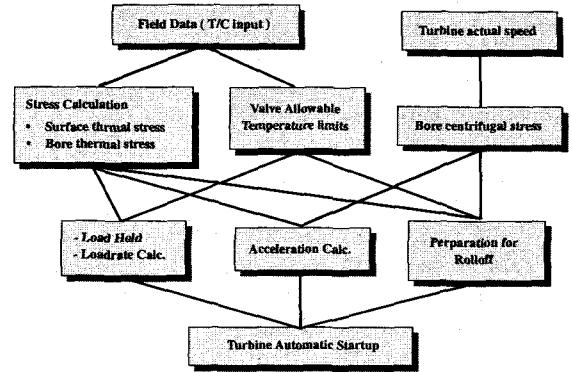 Field Data ( T/C input )
Turbine actual speed
Stress Calculation
• Surface thrmal stress
• Bore thermal stress
Valve Allowable
Temperature limits
Bore centrifugal stress
- Load Hold
- Loadrate Calc.
Acceleration Calc.
Perparation for
Rolloff
Turbine Automatic Startup